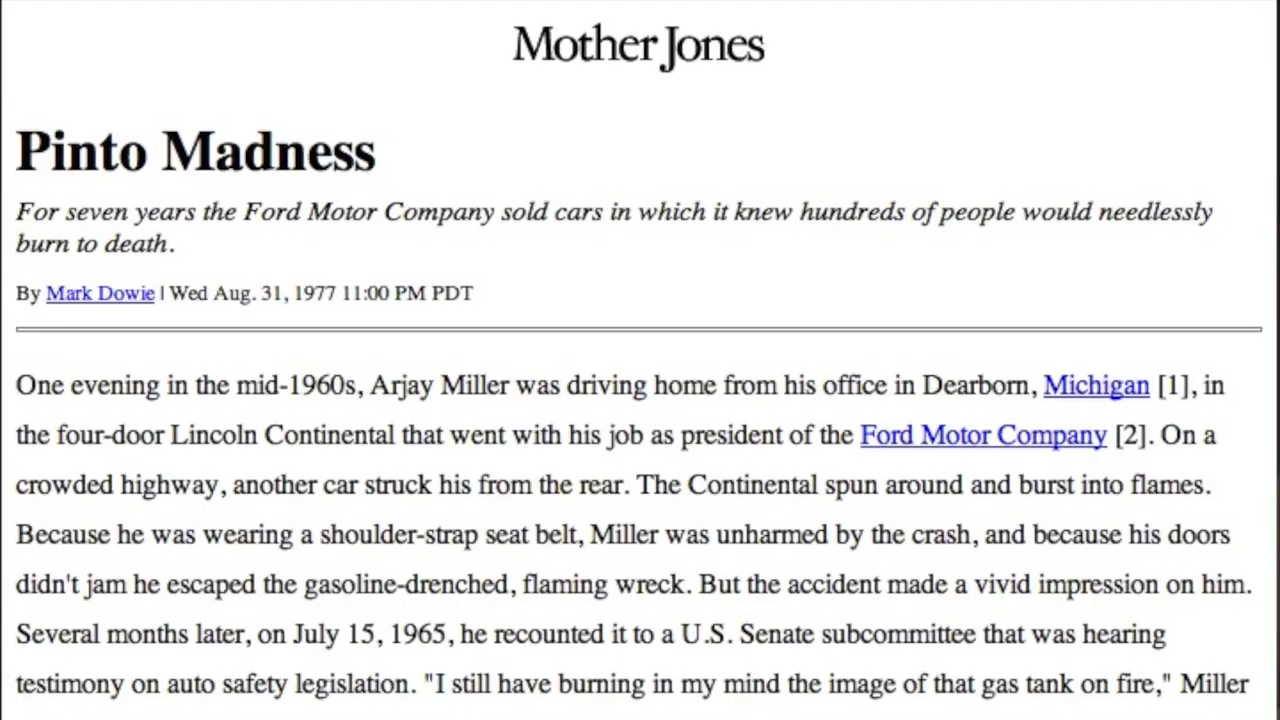 Mother Jones
Pinto Madness
For seven years the Ford Motor Company sold cars in which it knew hundreds of people would needlessly
burn to death.
By Mark Dowie | Wed Aug. 31, 1977 11:00 PM PDT
One evening in the mid-1960s, Arjay Miller was driving home from his office in Dearborn, Michigan [1], in
the four-door Lincoln Continental that went with his job as president of the Ford Motor Company [2]. On a
crowded highway, another car struck his from the rear. The Continental spun around and burst into flames.
Because he was wearing a shoulder-strap seat belt, Miller was unharmed by the crash, and because his doors
didn't jam he escaped the gasoline-drenched, flaming wreck. But the accident made a vivid impression on him.
Several months later, on July 15, 1965, he recounted it to a U.S. Senate subcommittee that was hearing
testimony on auto safety legislation. "I still have burning in my mind the image of that gas tank on fire," Miller